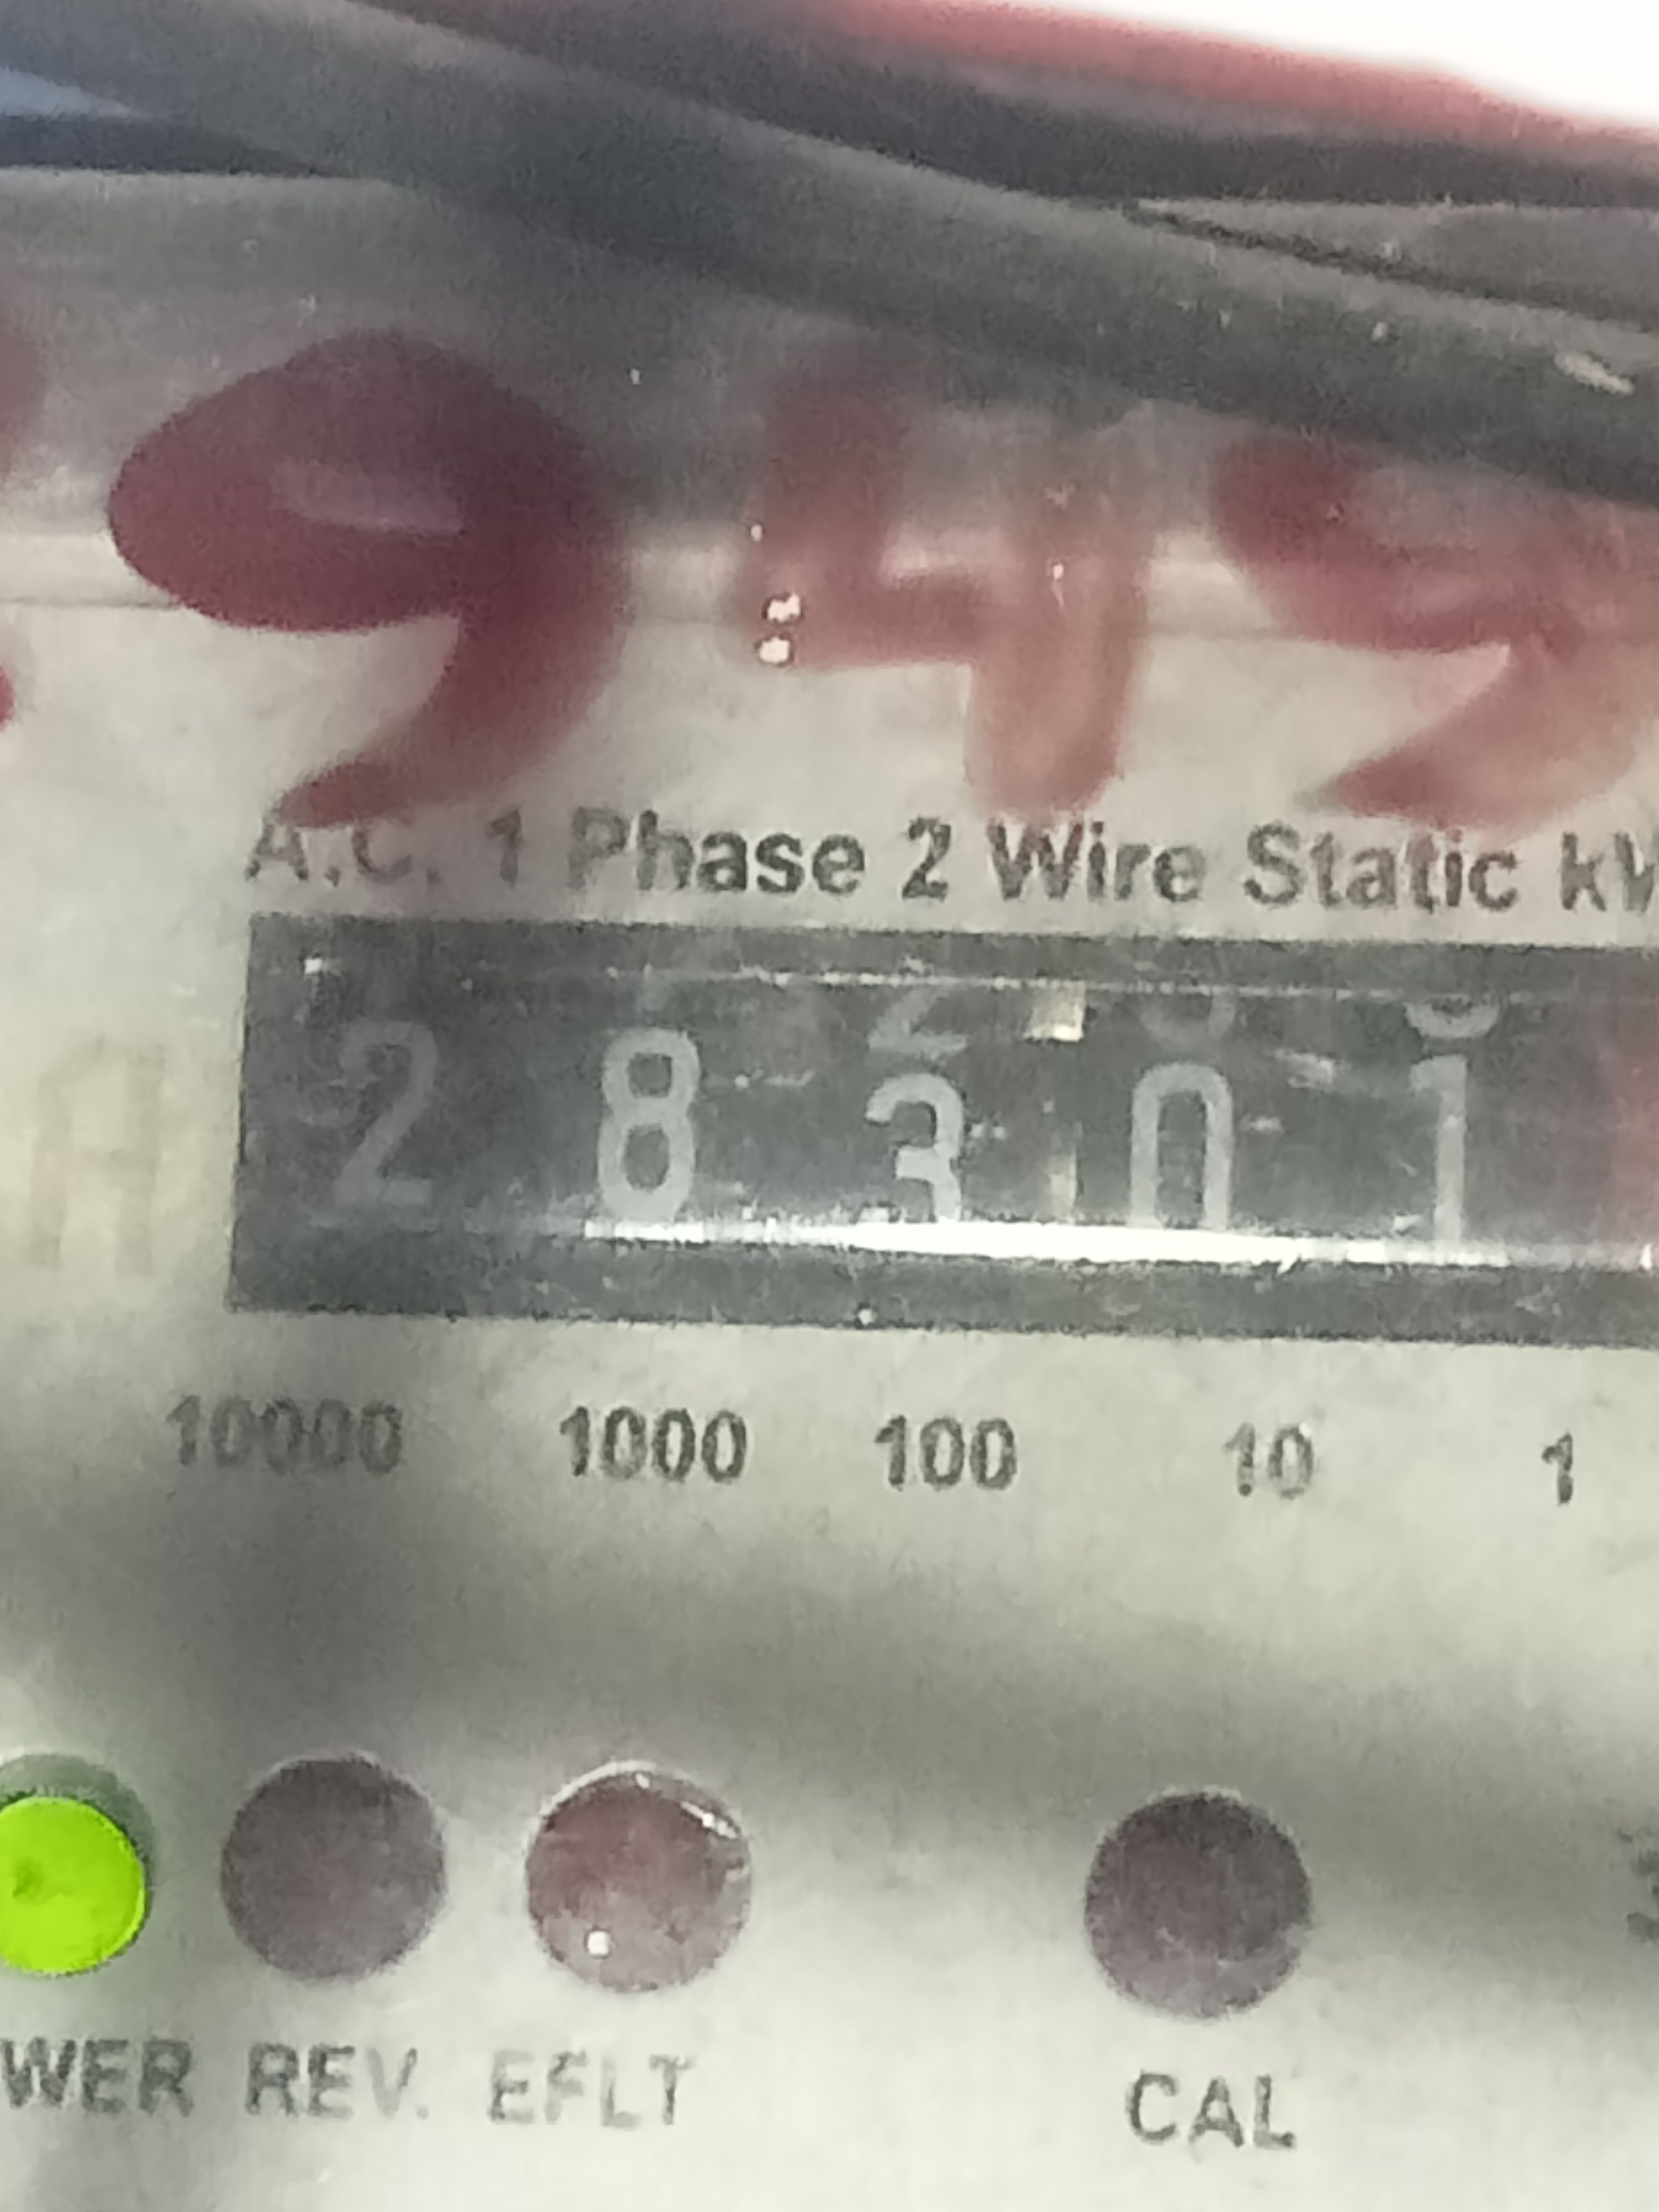 945
A.C. 1 Phase 2 Wire Static
2 8 3 0 1
10000 1000 100 10 1
WER REV. EFLT CAL